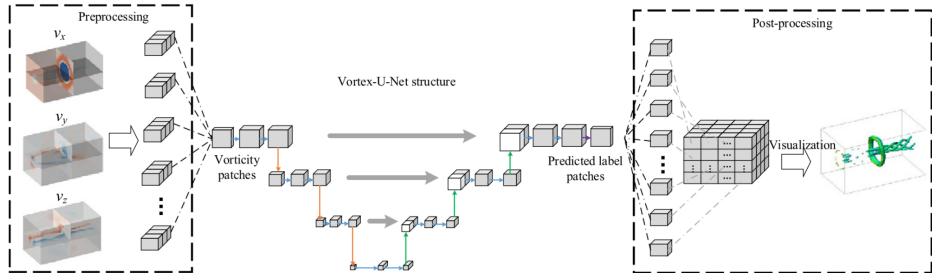 Preprocessing
v_x
v_y
v_z
Vorticity
patches
Vortex-U-Net structure
Predicted label
patches
Post-processing
Visualization